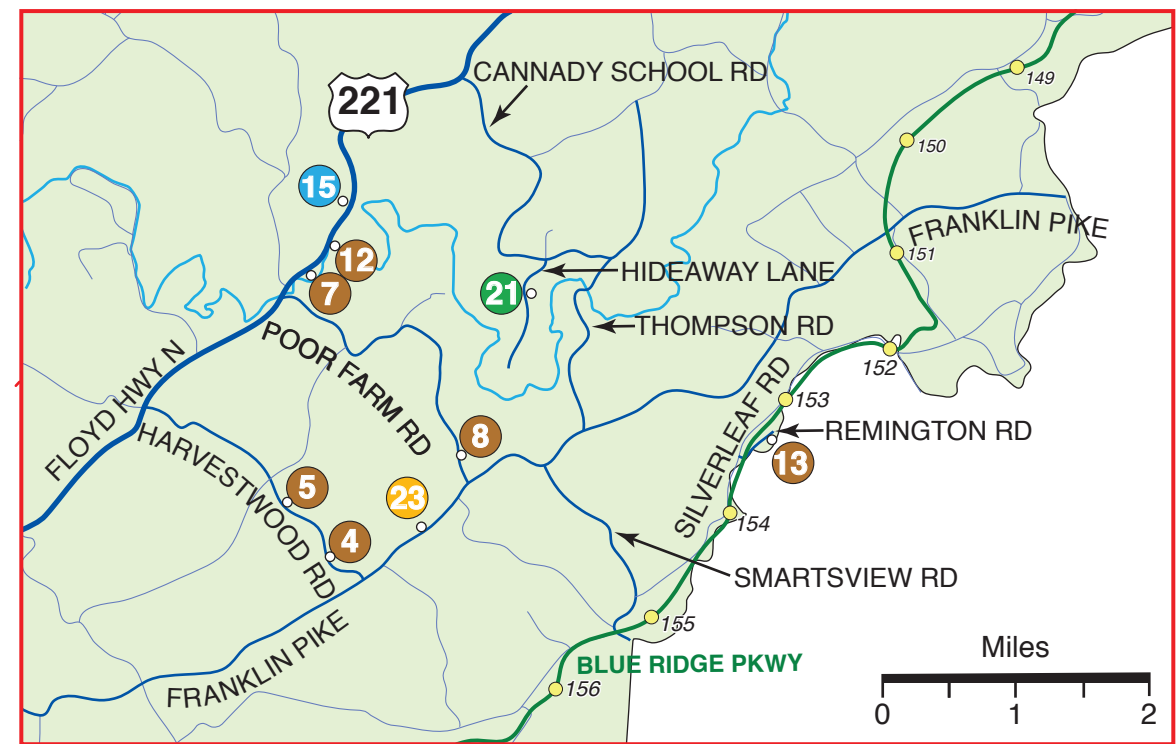 CANNADY SCHOOL RD
149
221
150
15
FRANKLIN PIKE
12
151
HIDEAWAY LANE
7
21
THOMPSON RD
POOR FARM RD
152
FLOYD HWY N
SILVERLEAF RD
153
REMINGTON RD
8
13
HARVESTWOOD RD
5
23
154
4
SMARTSVIEW RD
155
Miles
FRANKLIN PIKE
BLUE RIDGE PKWY
156
0 1 2